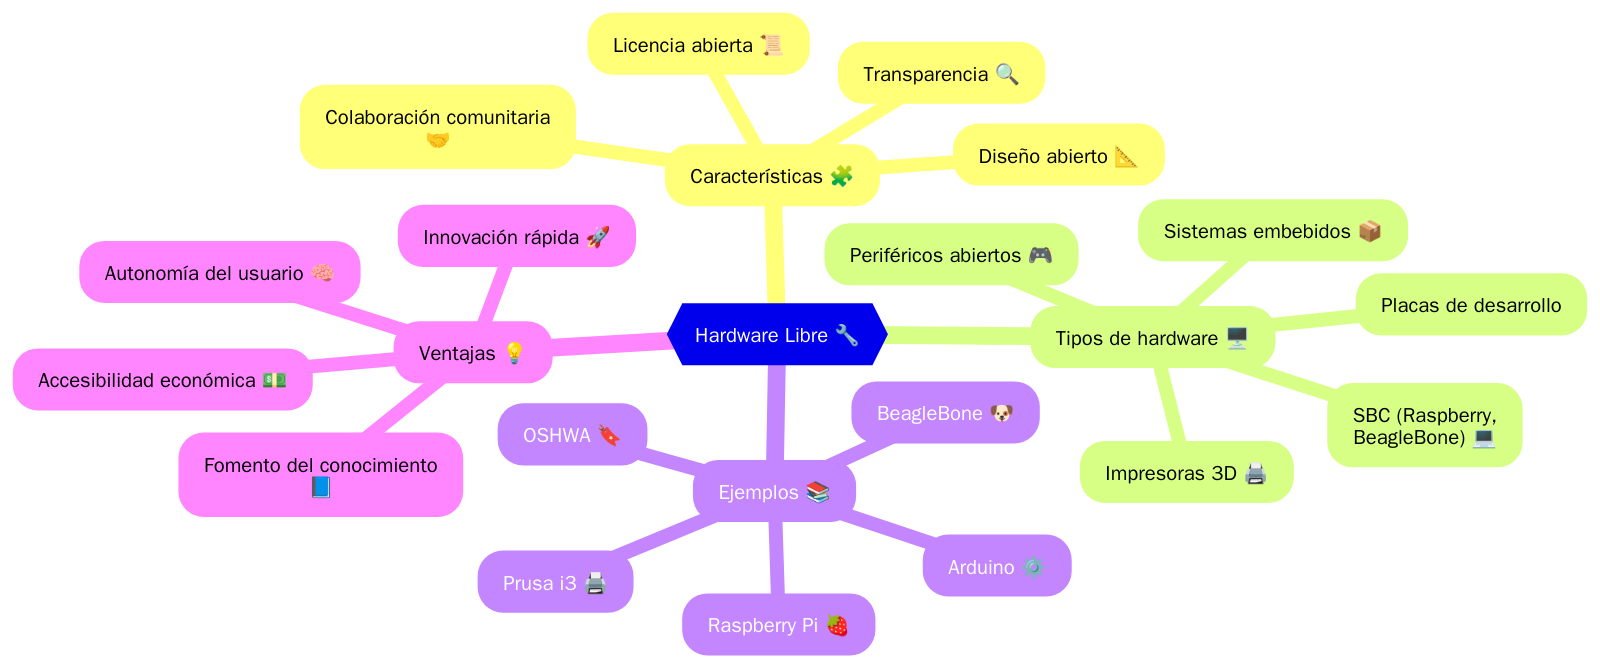 Licencia abierta 📜
Transparencia 🔍
Colaboración comunitaria
🤝
Diseño abierto 📐
Características 🧩
Innovación rápida 🚀
Sistemas embebidos 📦
Periféricos abiertos 🎮
Autonomía del usuario 🧠
Placas de desarrollo
Hardware Libre 🔧
Tipos de hardware 🖥️
Ventajas 💡
Accesibilidad económica 💵
BeagleBone 🐶
SBC (Raspberry,
BeagleBone) 💻
OSHWA 🔖
Fomento del conocimiento
📘
Impresoras 3D 🖨️
Ejemplos 📚
Arduino ⚙️
Prusa i3 🖨️
Raspberry Pi 🍓